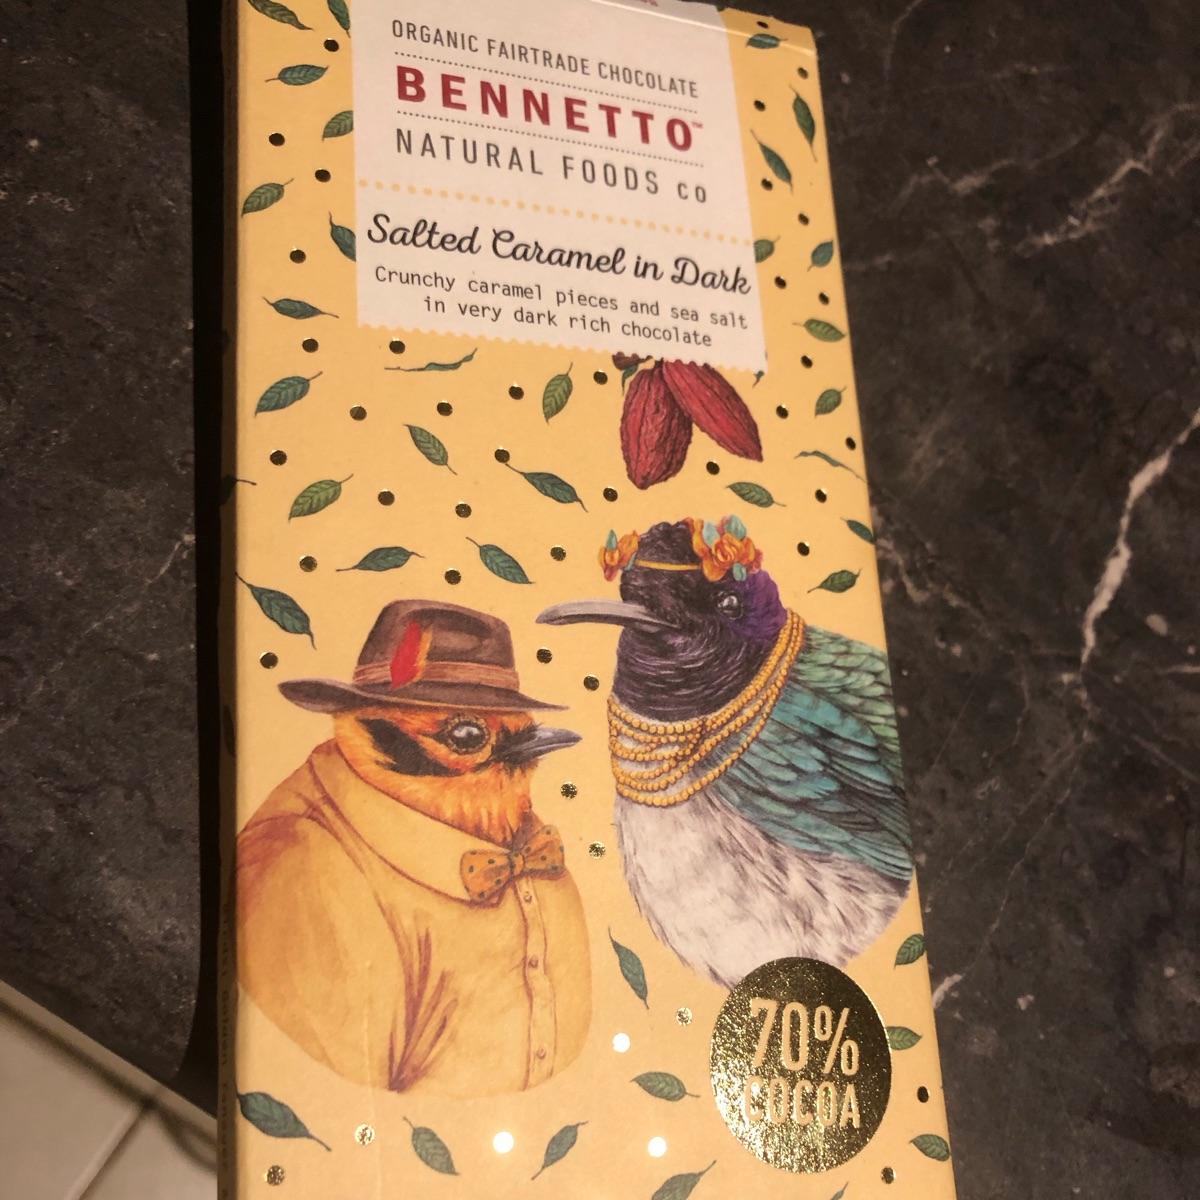 ORGANIC FAIRTRADE CHOCOLATE
BENNETTO™
NATURAL FOODS CO
Salted Caramel in Dark
Crunchy caramel pieces and sea salt
in very dark rich chocolate
70%
COCOA